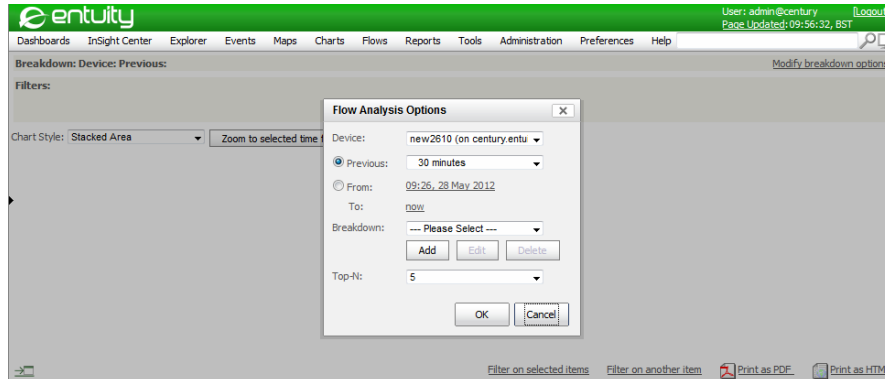 entuity
User: admin@century [Logout
Page Updated:09:56:32, BST
Dashboards InSight Center Explorer Events Maps Charts Flows Reports Tools Administration Preferences Help
Breakdown: Device: Previous: Modify breakdown options
Filters:
Flow Analysis Options
Chart Style: Stacked Area Zoom to selected time f
Device: new2610 (on century.entui
Previous: 30 minutes
From: 09:26, 28 May 2012
To: now
Breakdown: --- Please Select ---
Add Edit Delete
Top-N: 5
OK Cancel
Filter on selected items Filter on another item Print as PDF Print as HTM